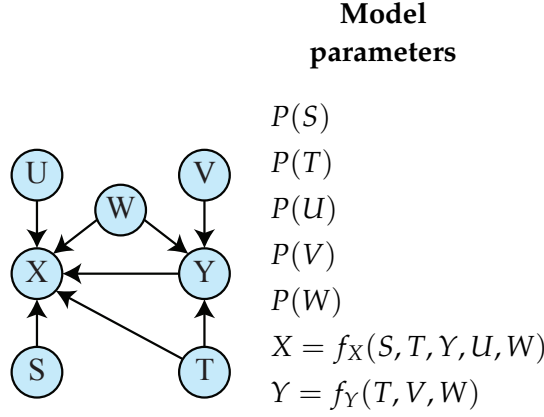 Model
parameters
P(S)
P(T)
P(U)
P(V)
P(W)
X = f_X(S, T, Y, U, W)
Y = f_Y(T, V, W)
U
V
W
X
Y
S
T